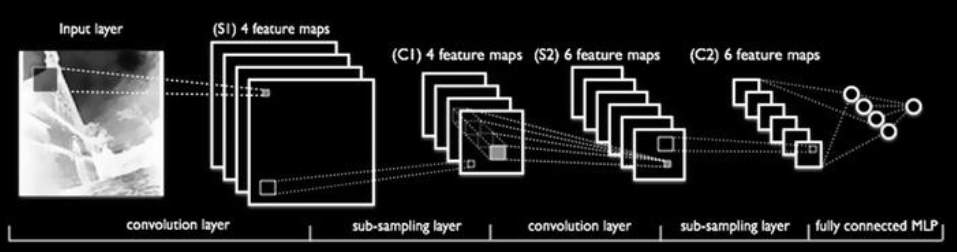 Input layer
(S1) 4 feature maps
(C1) 4 feature maps
(S2) 6 feature maps
(C2) 6 feature maps
convolution layer
sub-sampling layer
convolution layer
sub-sampling layer
fully connected MLP